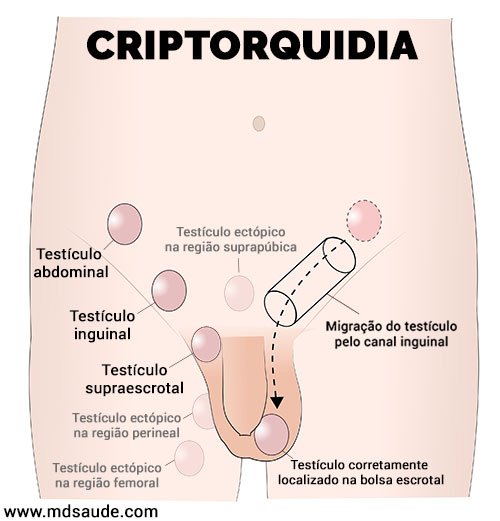 CRIPTORQUIDIA
Testículo ectópico
na região suprapúbica
Testículo
abdominal
Testículo
inguinal
Migração do testículo
pelo canal inguinal
Testículo
supraescrotal
Testículo ectópico
na região perineal
Testículo ectópico
na região femoral
Testículo corretamente
localizado na bolsa escrotal
www.mdsaude.com